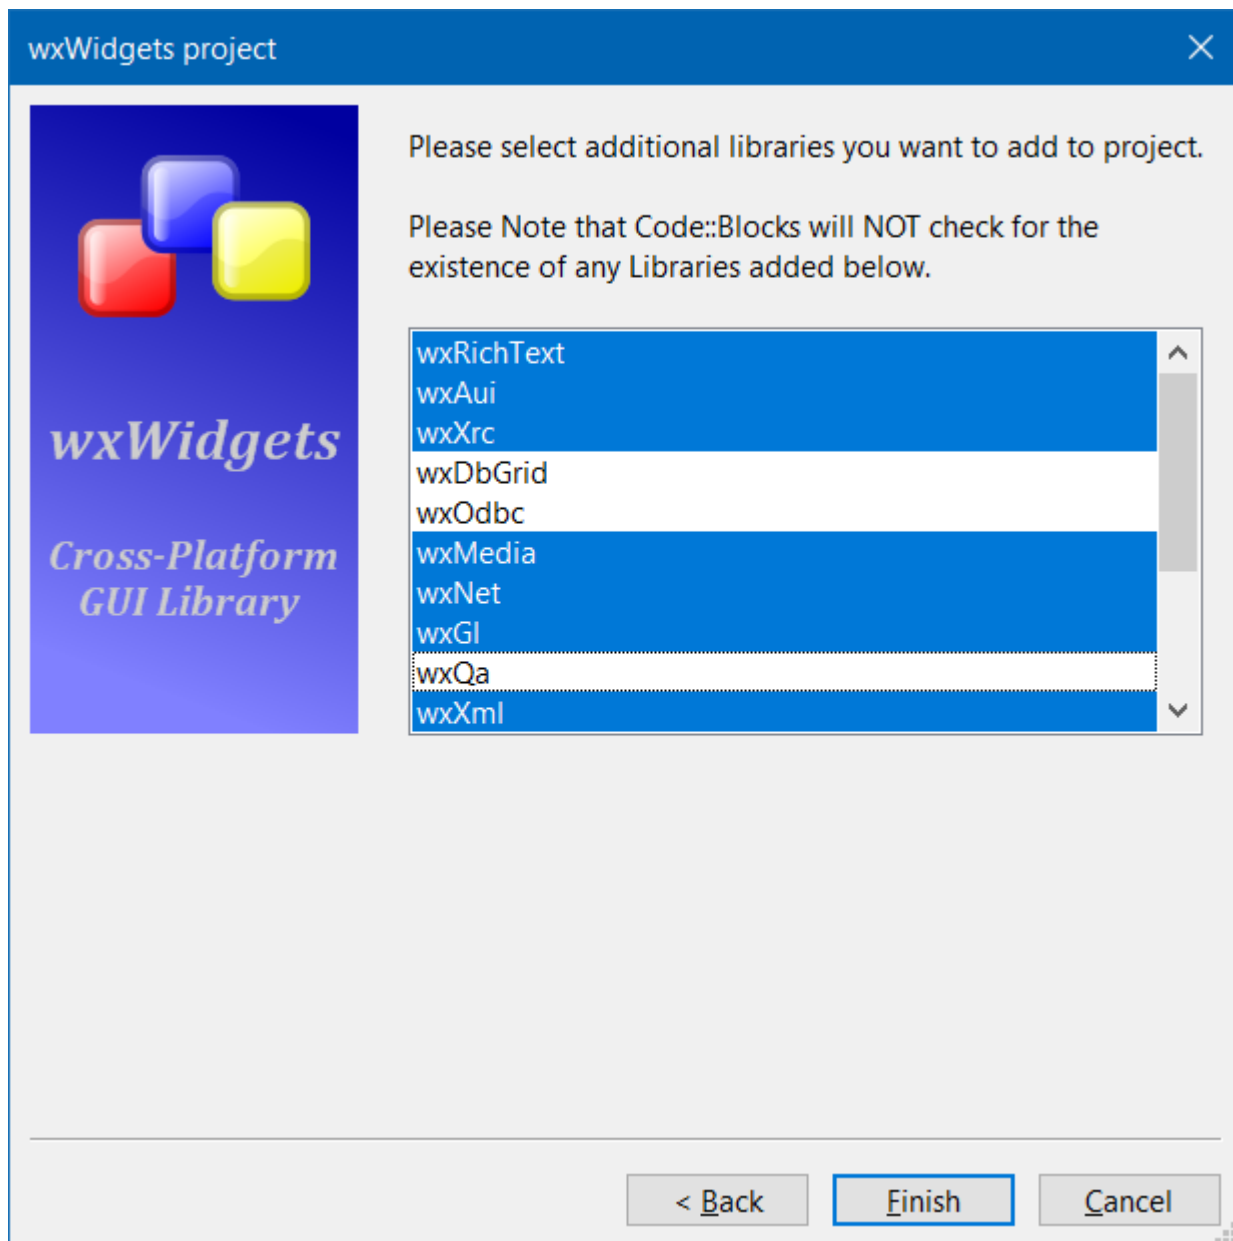 wxWidgets project
wxWidgets
Cross-Platform
GUI Library
Please select additional libraries you want to add to project.
Please Note that Code::Blocks will NOT check for the
existence of any Libraries added below.
wxRichText
wxAui
wxXrc
wxDbGrid
wxOdbc
wxMedia
wxNet
wxGl
wxQa
wxXml
< Back
Finish
Cancel